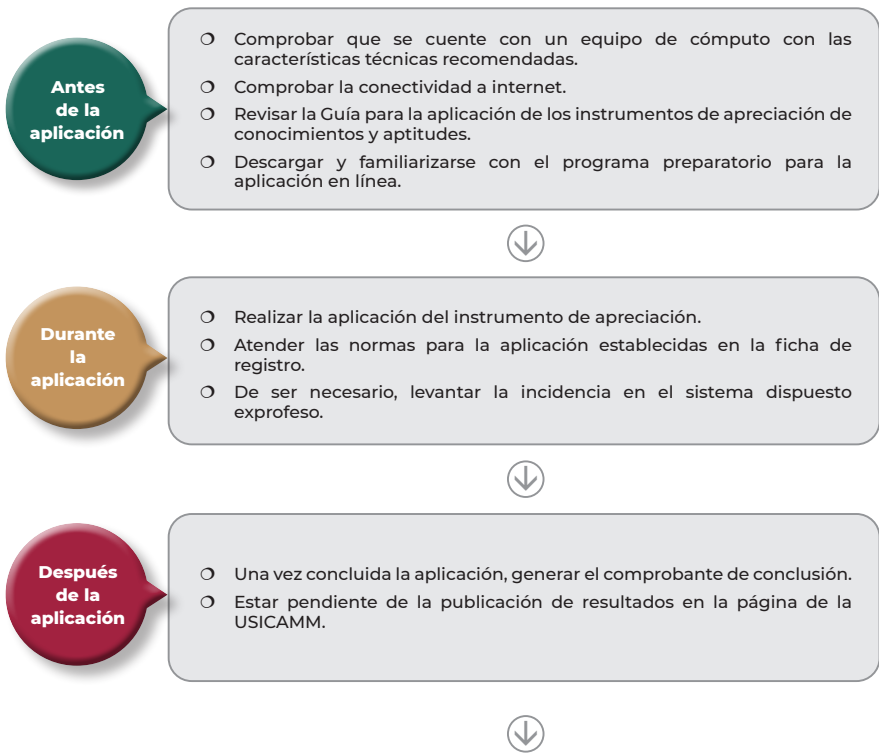 Antes
de la
aplicación
❍ Comprobar que se cuente con un equipo de cómputo con las
características técnicas recomendadas.
❍ Comprobar la conectividad a internet.
❍ Revisar la Guía para la aplicación de los instrumentos de apreciación de
conocimientos y aptitudes.
❍ Descargar y familiarizarse con el programa preparatorio para la
aplicación en línea.
Durante
la
aplicación
❍ Realizar la aplicación del instrumento de apreciación.
❍ Atender las normas para la aplicación establecidas en la ficha de
registro.
❍ De ser necesario, levantar la incidencia en el sistema dispuesto
exprofeso.
Después
de la
aplicación
❍ Una vez concluida la aplicación, generar el comprobante de conclusión.
❍ Estar pendiente de la publicación de resultados en la página de la
USICAMM.